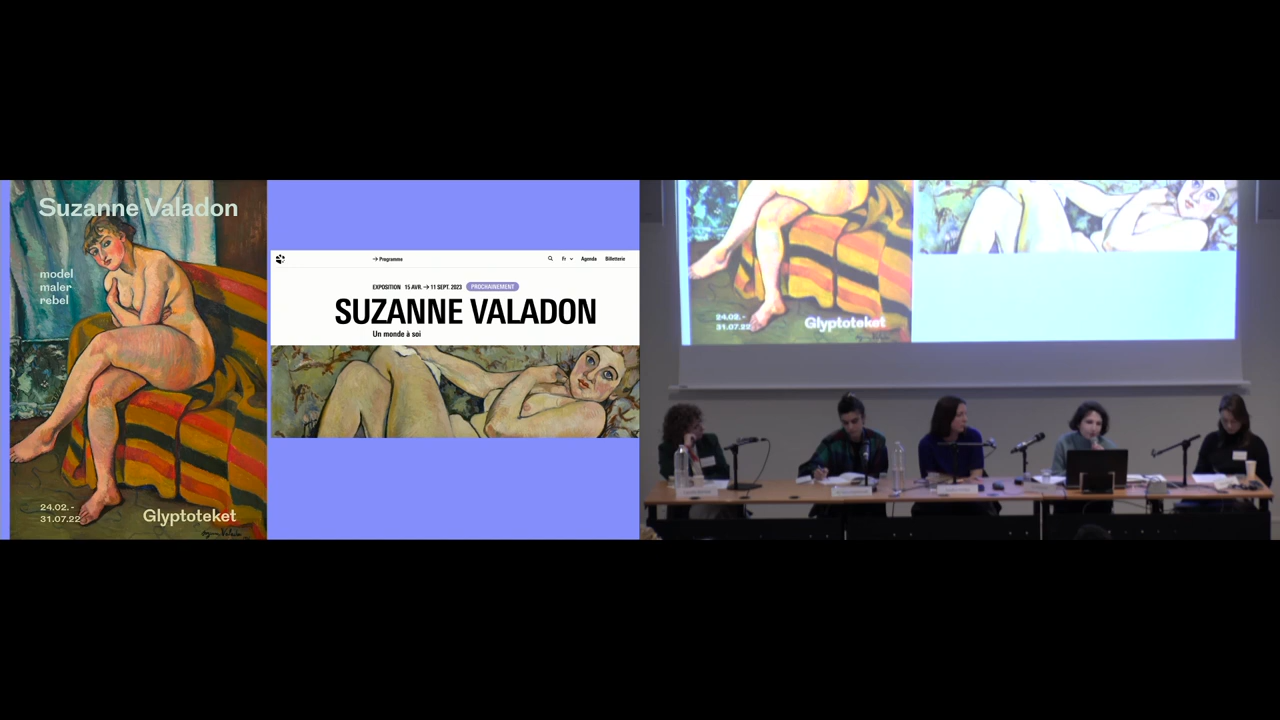 Suzanne Valadon
model
maler
rebel
24.02. -
31.07.22
Glyptoteket
→ Programme
Fr
Agenda
Billetterie
EXPOSITION 15 AVR. → 11 SEPT. 2023 PROCHAINEMENT
SUZANNE VALADON
Un monde à soi
24.02. -
31.07.22
Glyptoteket